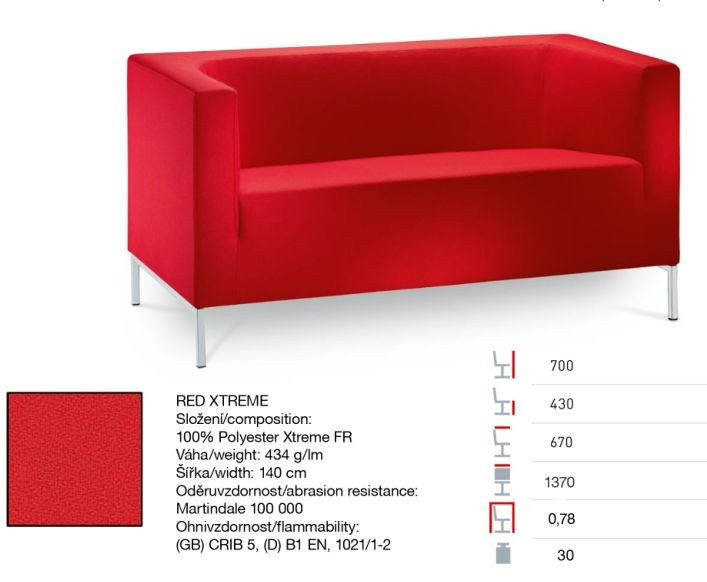 RED XTREME
Složení/composition:
100% Polyester Xtreme FR
Váha/weight: 434 g/lm
Šířka/width: 140 cm
Oděruvzdornost/abrasion resistance:
Martindale 100 000
Ohnivzdornost/flammability:
(GB) CRIB 5, (D) B1 EN, 1021/1-2
700
430
670
1370
0,78
30